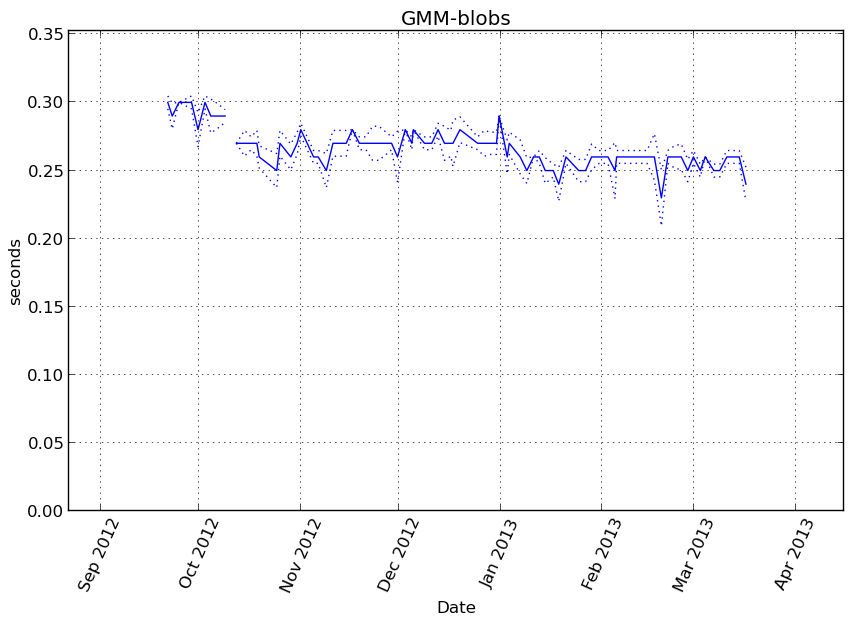 GMM-blobs
0.35
0.30
0.25
0.20
0.15
0.10
0.05
0.00
seconds
Sep 2012
Oct 2012
Nov 2012
Dec 2012
Jan 2013
Feb 2013
Mar 2013
Apr 2013
Date